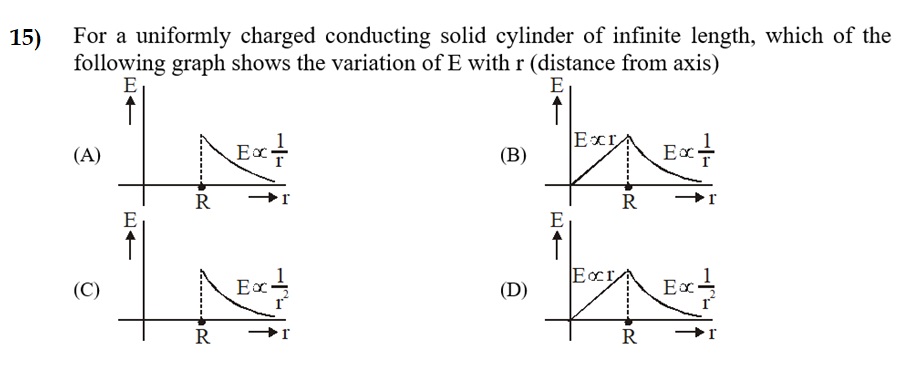 15) For a uniformly charged conducting solid cylinder of infinite length, which of the
following graph shows the variation of E with r (distance from axis)
(A) E E∝1/r R r
(B) E E∝r E∝1/r R r
(C) E E∝1/r² R r
(D) E E∝r E∝1/r² R r